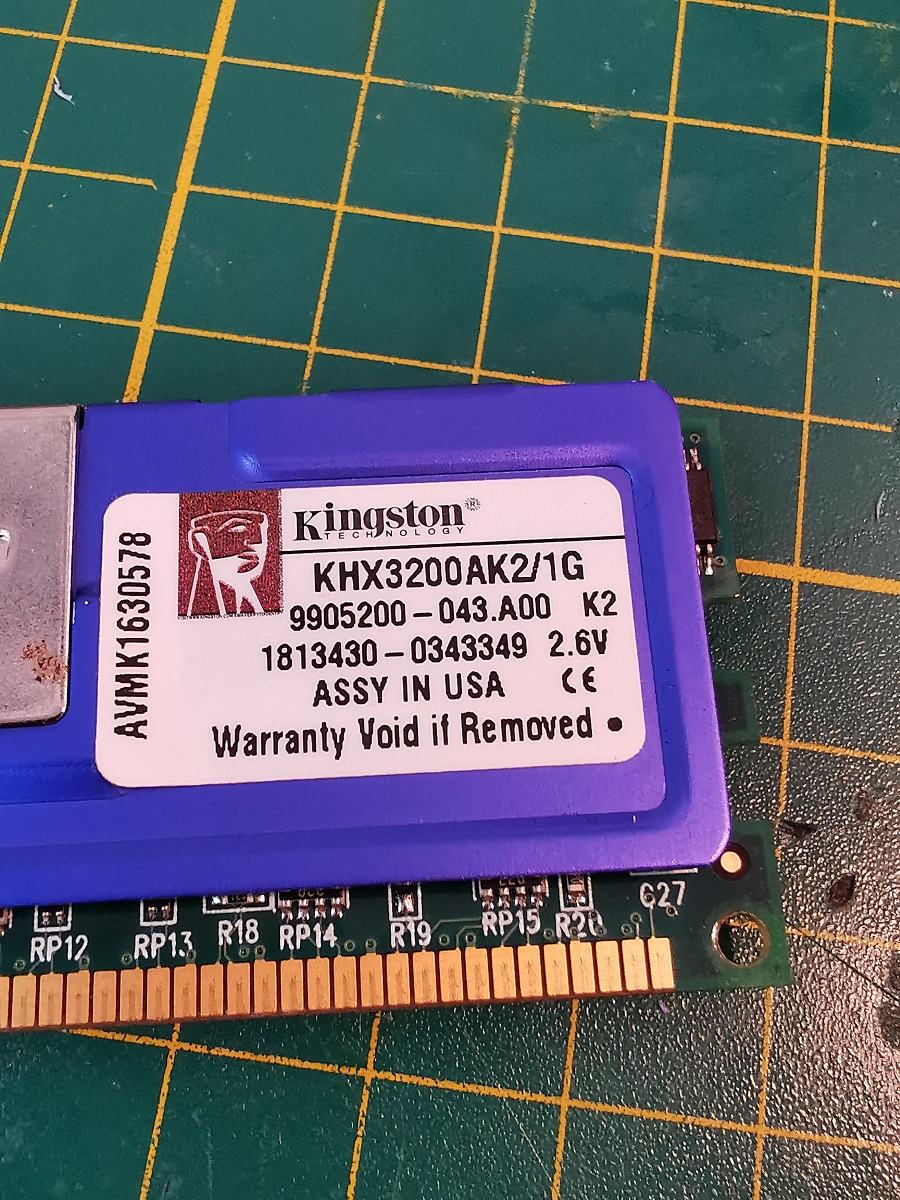 Kingston®
TECHNOLOGY
KHX3200AK2/1G
9905200-043.A00 K2
1813430-0343349 2.6V
ASSY IN USA CE
Warranty Void if Removed •
AVMK1630578
RP12 RP13 R18 RP14 R19 RP15 R20 627